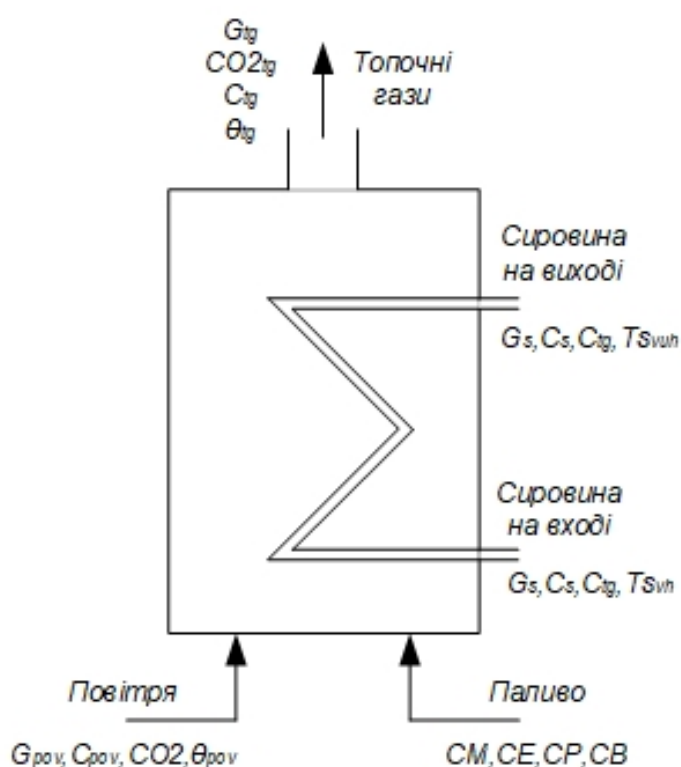 Gtg
CO2tg
Ctg
θtg
Топочні
гази
Сировина
на виході
Gs,Cs,Ctg,Tsvuh
Сировина
на вході
Gs,Cs,Ctg,Tsvh
Повітря
Паливо
Gpov,Cpov,CO2,θpov
CM,CE,CP,CB